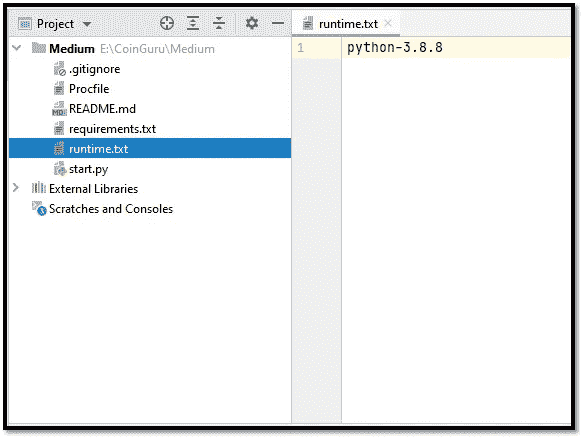 Project
Medium E:\CoinGuru\Medium
.gitignore
Procfile
README.md
requirements.txt
runtime.txt
start.py
External Libraries
Scratches and Consoles
runtime.txt
1 python-3.8.8